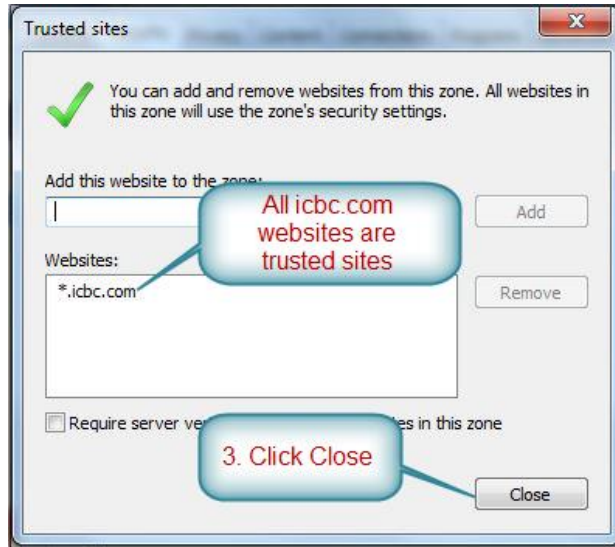 Trusted sites
You can add and remove websites from this zone. All websites in
this zone will use the zone's security settings.
Add this website to the zone:
All icbc.com
websites are
trusted sites
Add
Websites:
*.icbc.com
Remove
Require server
in this zone
3. Click Close
Close